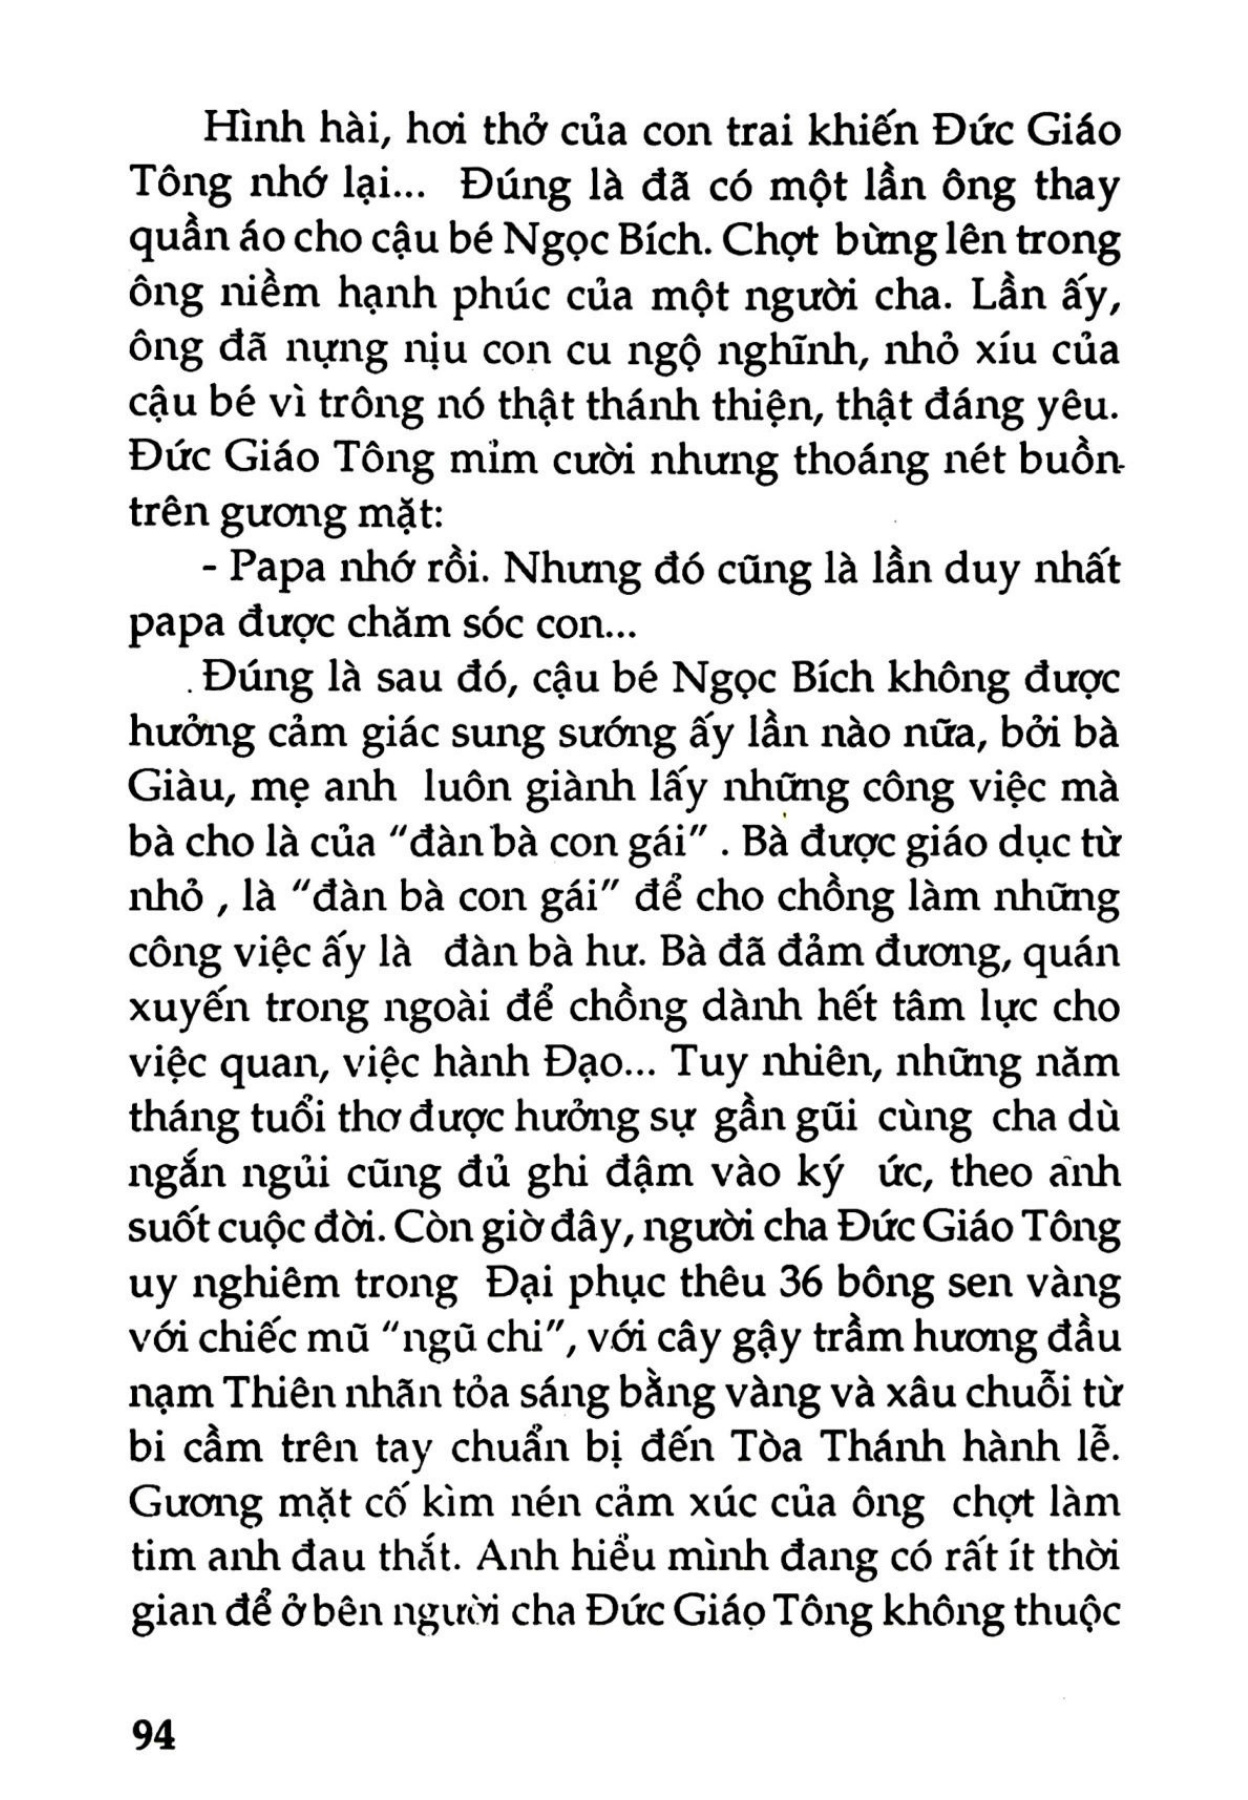 Hình hài, hơi thở của con trai khiến Đức Giáo
Tông nhớ lại... Đúng là đã có một lần ông thay
quần áo cho cậu bé Ngọc Bích. Chợt bừng lên trong
ông niềm hạnh phúc của một người cha. Lần ấy,
ông đã nựng nịu con cu ngộ nghĩnh, nhỏ xíu của
cậu bé vì trông nó thật thánh thiện, thật đáng yêu.
Đức Giáo Tông mỉm cười nhưng thoáng nét buồn
trên gương mặt:
- Papa nhớ rồi. Nhưng đó cũng là lần duy nhất
papa được chăm sóc con...
Đúng là sau đó, cậu bé Ngọc Bích không được
hưởng cảm giác sung sướng ấy lần nào nữa, bởi bà
Giàu, mẹ anh luôn giành lấy những công việc mà
bà cho là của "đàn bà con gái" . Bà được giáo dục từ
nhỏ , là "đàn bà con gái" để cho chồng làm những
công việc ấy là đàn bà hư. Bà đã đảm đương, quán
xuyến trong ngoài để chồng dành hết tâm lực cho
việc quan, việc hành Đạo... Tuy nhiên, những năm
tháng tuổi thơ được hưởng sự gần gũi cùng cha dù
ngắn ngủi cũng đủ ghi đậm vào ký ức, theo anh
suốt cuộc đời. Còn giờ đây, người cha Đức Giáo Tông
uy nghiêm trong Đại phục thêu 36 bông sen vàng
với chiếc mũ "ngũ chi", với cây gậy trầm hương đầu
nạm Thiên nhãn tỏa sáng bằng vàng và xâu chuỗi từ
bi cầm trên tay chuẩn bị đến Tòa Thánh hành lễ.
Gương mặt cố kìm nén cảm xúc của ông chợt làm
tim anh đau thắt. Anh hiểu mình đang có rất ít thời
gian để ở bên người cha Đức Giáo Tông không thuộc
94